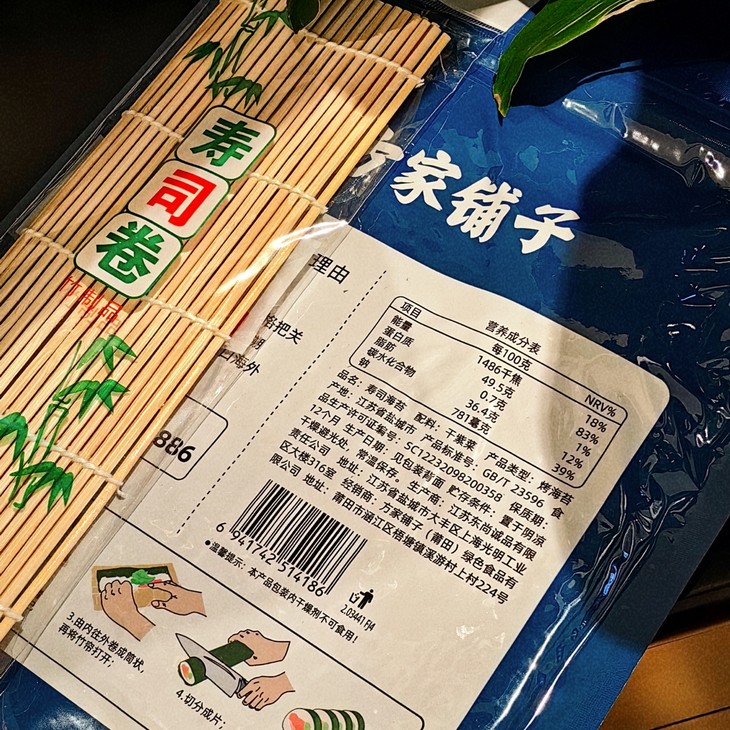 寿
司
卷
竹制品
方家铺子
理由
把关
海外
886
营养成分表
项目 每100克 NRV%
能量 1486千焦 18%
蛋白质 49.5克 83%
脂肪 0.7克 1%
碳水化合物 36.4克 12%
钠 781毫克 39%
品名：寿司海苔 配料：干紫菜 产品类型：烤海苔
产地：江苏省盐城市 产品标准号：GB/T 23596 食
品生产许可证编号：SC12232098200358 保质期：
12个月 生产日期：见包装背面 贮存条件：置于阴凉
干燥避光处，常温保存。生产商：江苏东尚诚品有限
责任公司 地址：江苏省盐城市大丰区上海光明工业
区大楼316室 经销商：方家铺子（莆田）绿色食品有
限公司 地址：莆田市涵江区梧塘镇溪游村上村224号
6 941742 514186
•温馨提示：本产品包装内干燥剂不可食用！
2.03441 FJ4
3.由内往外卷成筒状，
再将竹帘打开；
4.切分成片；